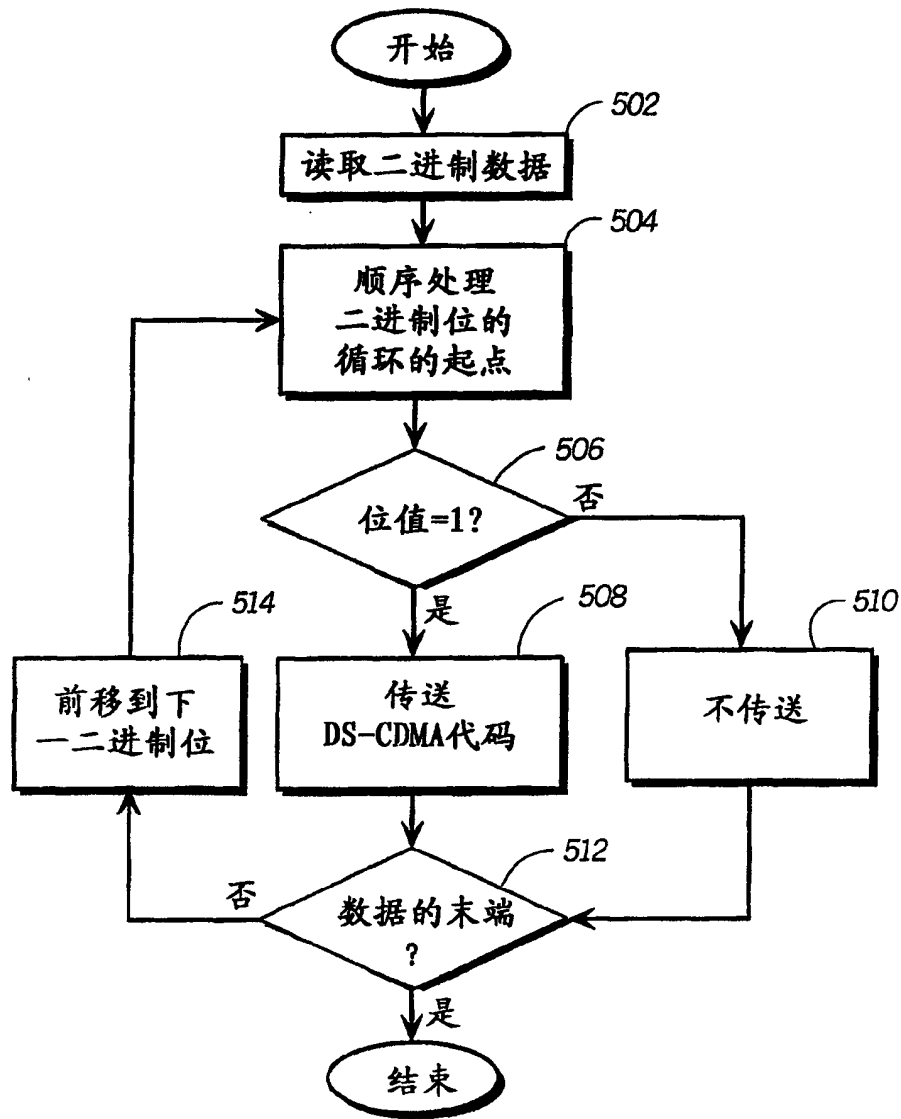 开始
502
读取二进制数据
504
顺序处理
二进制位的
循环的起点
506
位值=1?
否
是
508
传送
DS-CDMA代码
510
不传送
514
前移到下
一二进制位
512
数据的末端
?
否
是
结束